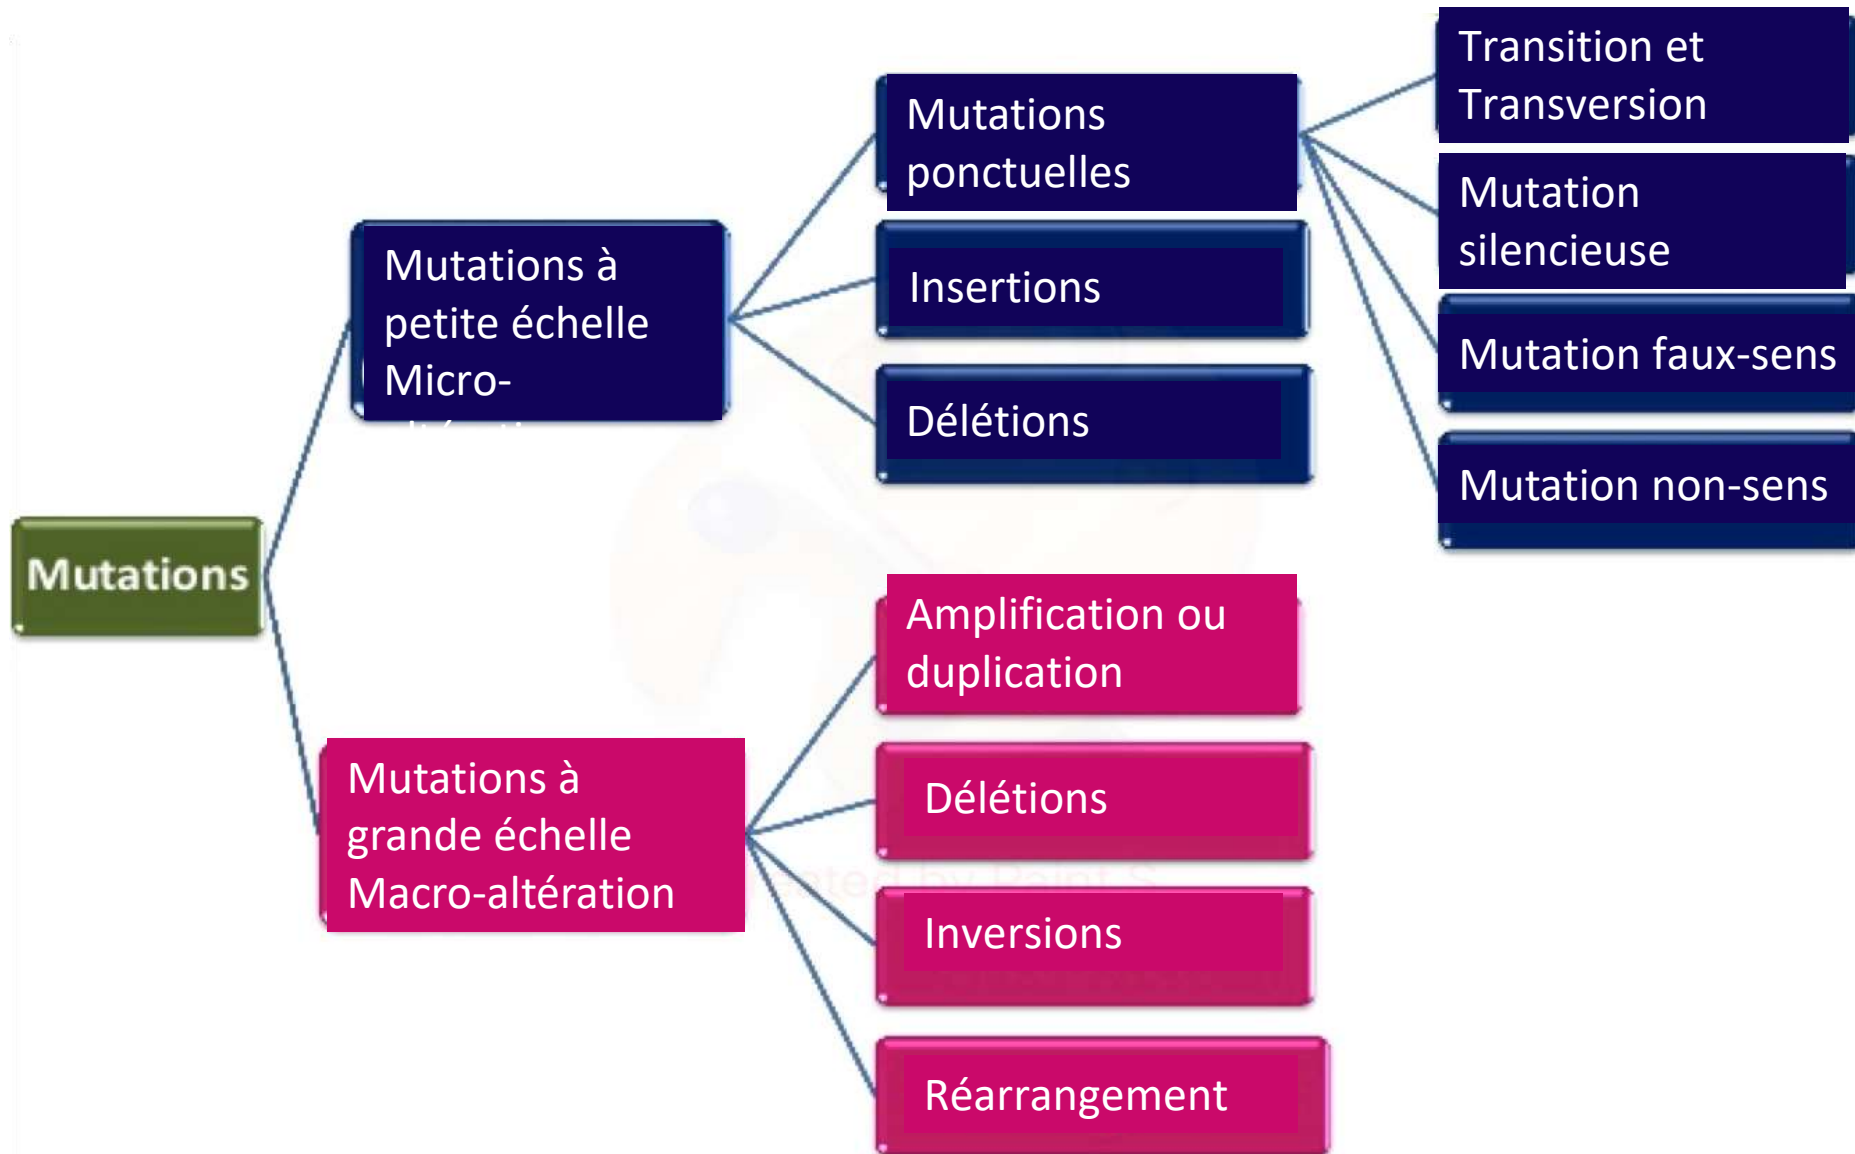 Mutations
Mutations à
petite échelle
Micro-
Mutations
ponctuelles
Insertions
Délétions
Transition et
Transversion
Mutation
silencieuse
Mutation faux-sens
Mutation non-sens
Mutations à
grande échelle
Macro-altération
Amplification ou
duplication
Délétions
Inversions
Réarrangement